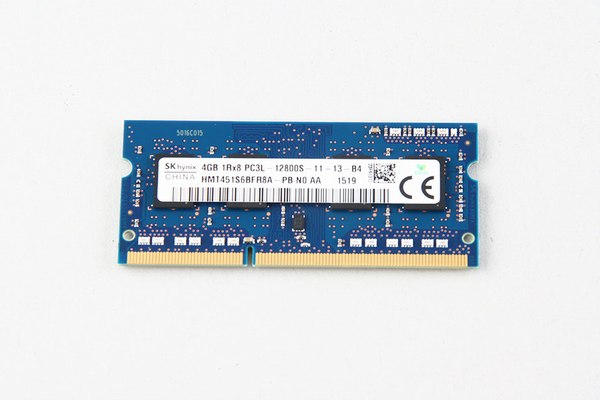 5016C015
SK hynix 4GB 1Rx8 PC3L - 12800S - 11 - 13 - B4
CHINA HMT451S6BFR8A - PB N0 AA 1519
CE